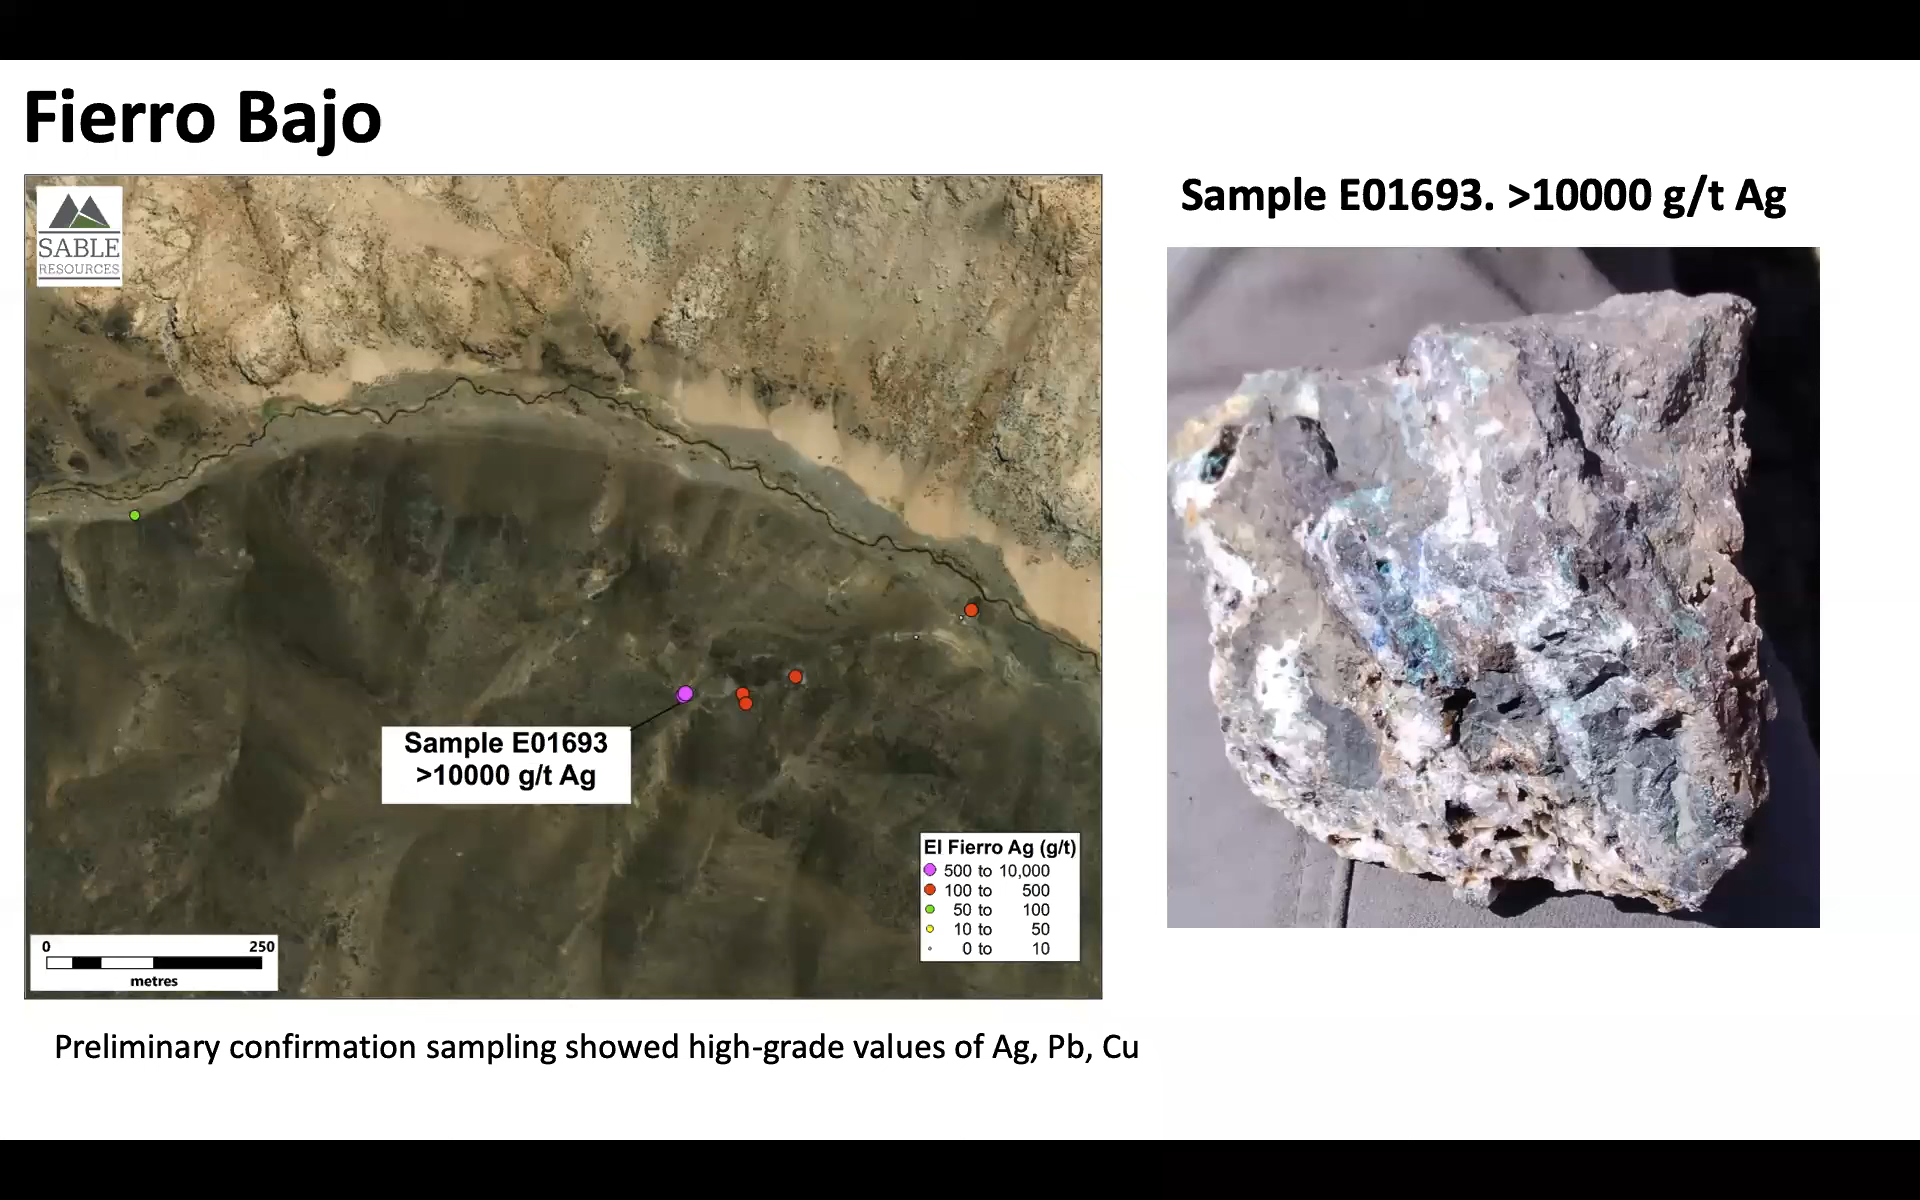 Fierro Bajo
SABLE
RESOURCES
Sample E01693. >10000 g/t Ag
Sample E01693
>10000 g/t Ag
El Fierro Ag (g/t)
500 to 10,000
100 to 500
50 to 100
10 to 50
0 to 10
0 250
metres
Preliminary confirmation sampling showed high-grade values of Ag, Pb, Cu